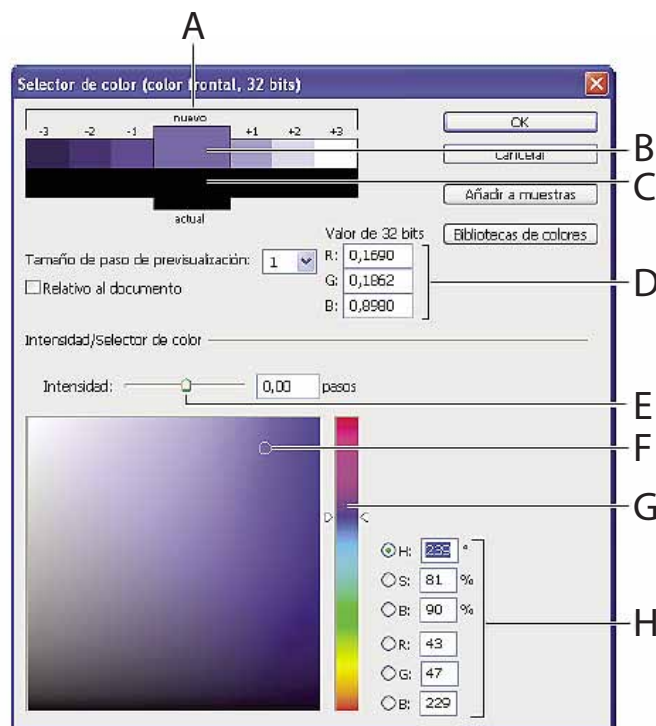 A
Selector de color (color frontal, 32 bits)
nuevo
-3 -2 -1 +1 +2 +3
OK
B
Cancelar
C
Añadir a muestras
actual
Valor de 32 bits
Bibliotecas de colores
Tamaño de paso de previsualización: 1
R: 0,1690
Relativo al documento
G: 0,1862
D
B: 0,8980
Intensidad/Selector de color
Intensidad: 0,00 pasos
E
F
G
H: 239 °
S: 81 %
B: 90 %
H
R: 43
G: 47
B: 229